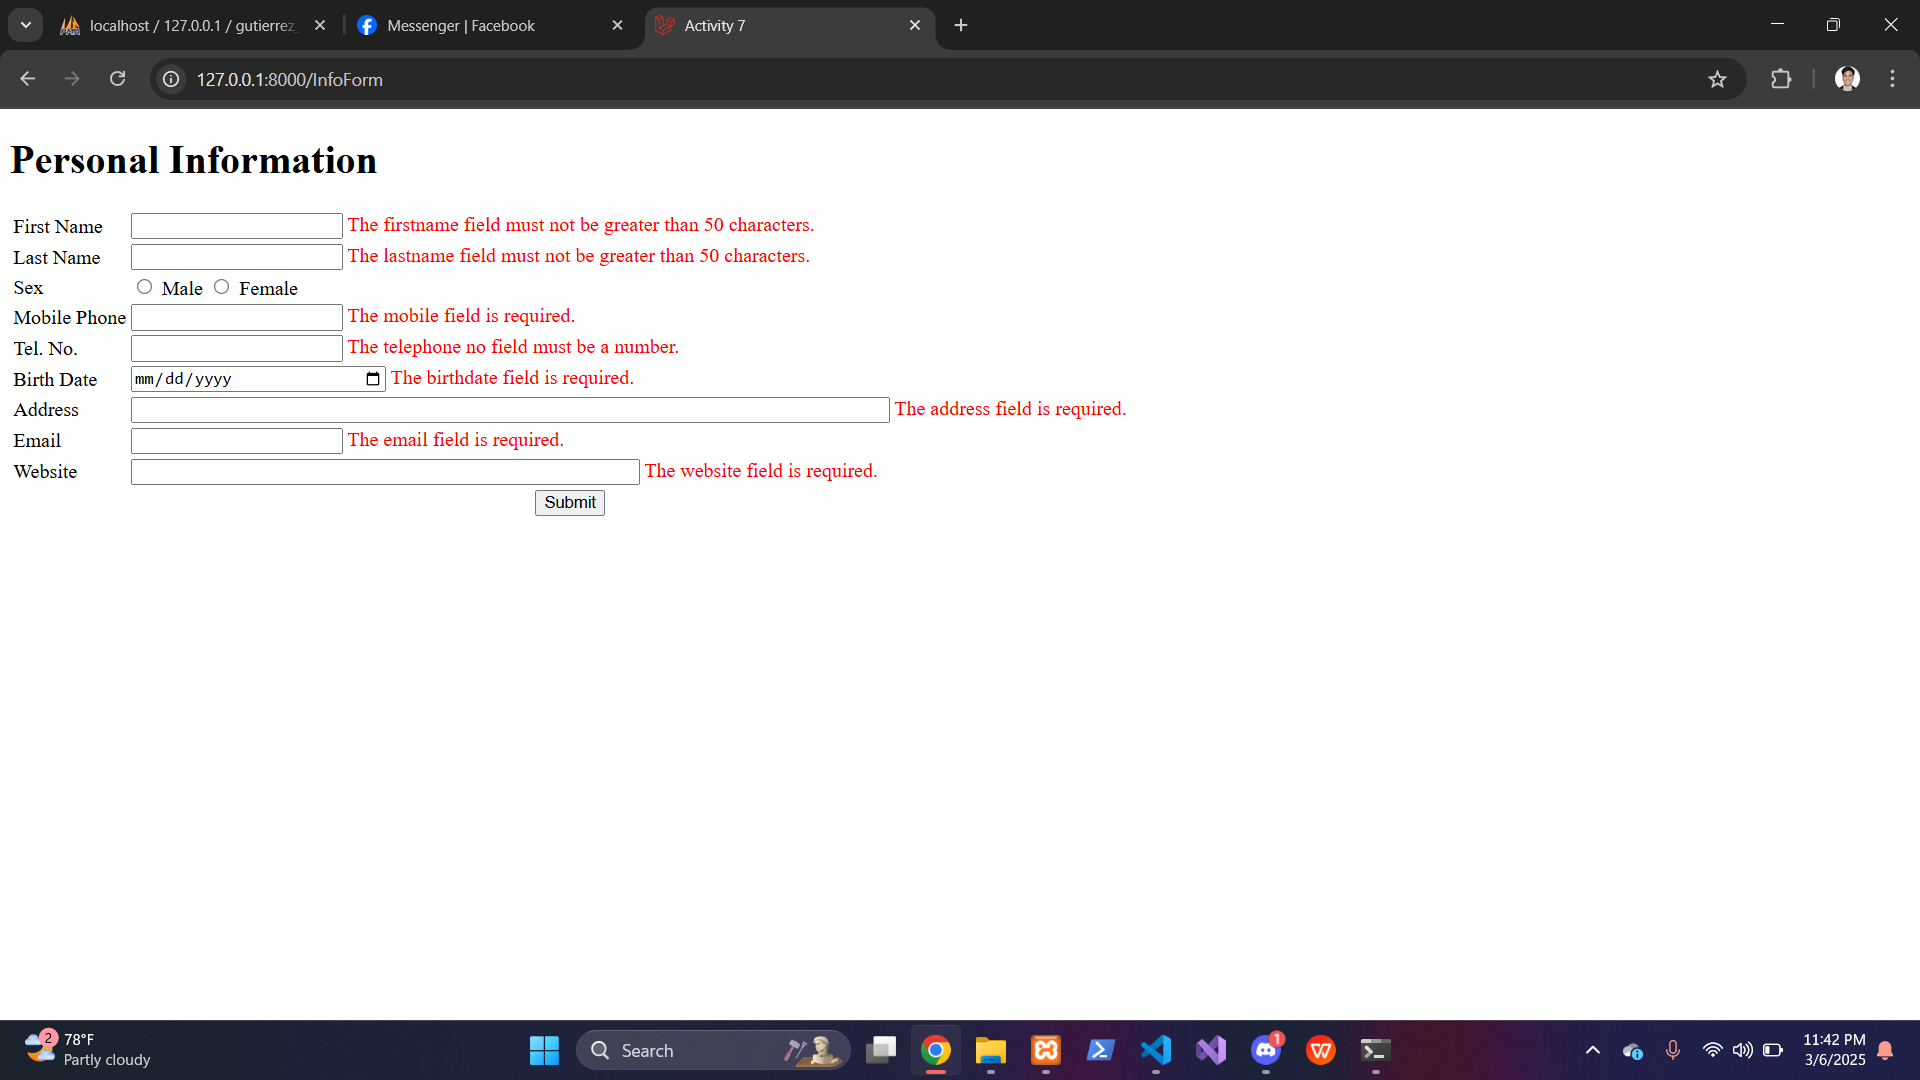 localhost / 127.0.0.1 / gutierrez_
Messenger | Facebook
Activity 7
127.0.0.1:8000/InfoForm
Personal Information
First Name The firstname field must not be greater than 50 characters.
Last Name The lastname field must not be greater than 50 characters.
Sex Male Female
Mobile Phone The mobile field is required.
Tel. No. The telephone no field must be a number.
Birth Date mm/dd/yyyy The birthdate field is required.
Address The address field is required.
Email The email field is required.
Website The website field is required.
Submit
2 78°F
Partly cloudy
Search
1
11:42 PM
3/6/2025